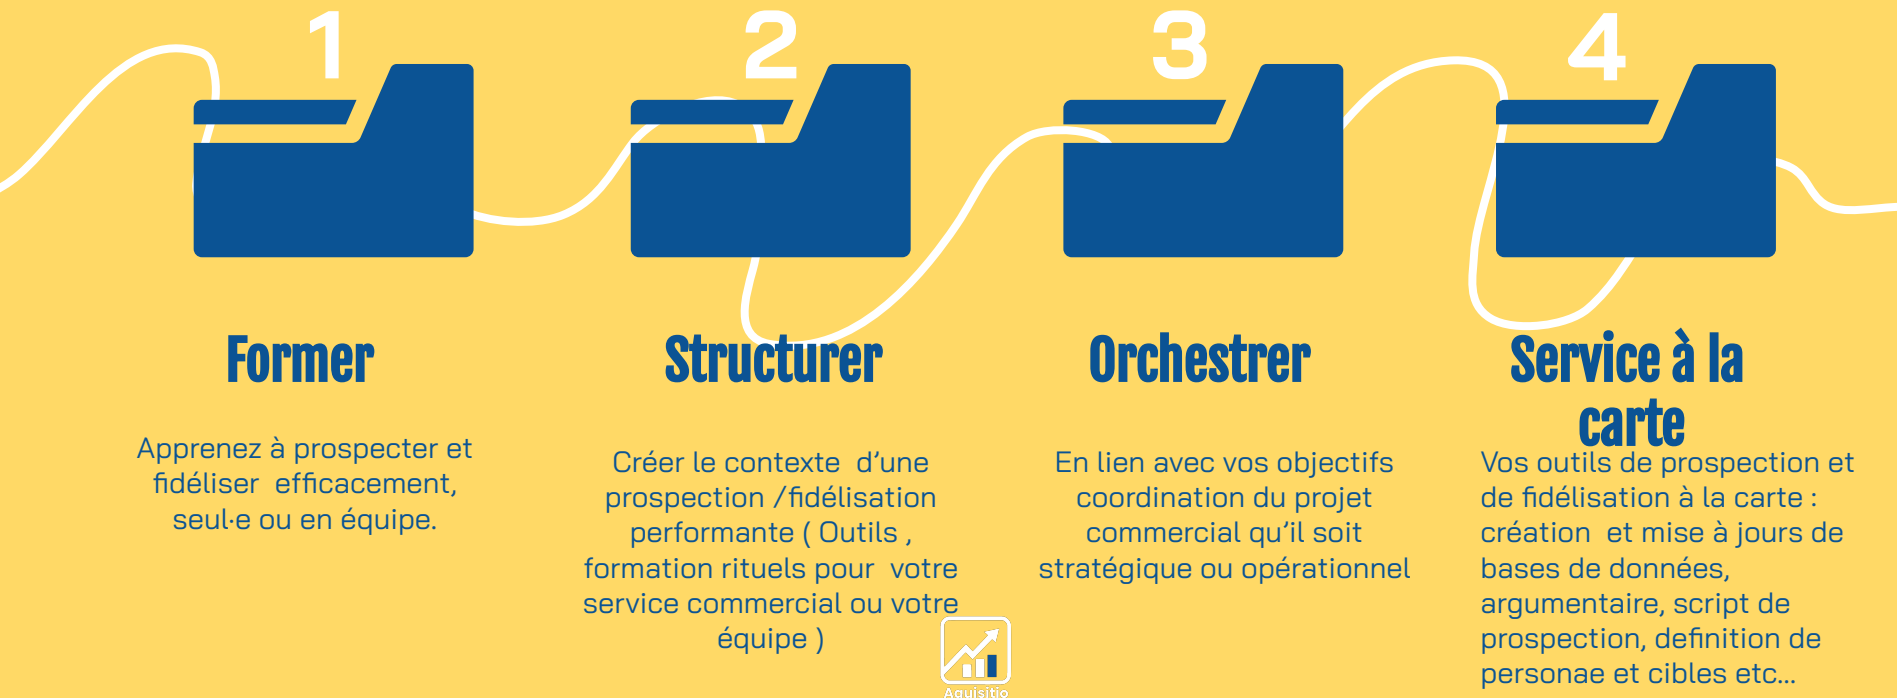 1
Former
Apprenez à prospecter et
fidéliser efficacement,
seul·e ou en équipe.
2
Structurer
Créer le contexte d’une
prospection /fidélisation
performante ( Outils ,
formation rituels pour votre
service commercial ou votre
équipe )
3
Orchestrer
En lien avec vos objectifs
coordination du projet
commercial qu’il soit
stratégique ou opérationnel
4
Service à la
carte
Vos outils de prospection et
de fidélisation à la carte :
création et mise à jours de
bases de données,
argumentaire, script de
prospection, definition de
personae et cibles etc...
Aquisitio